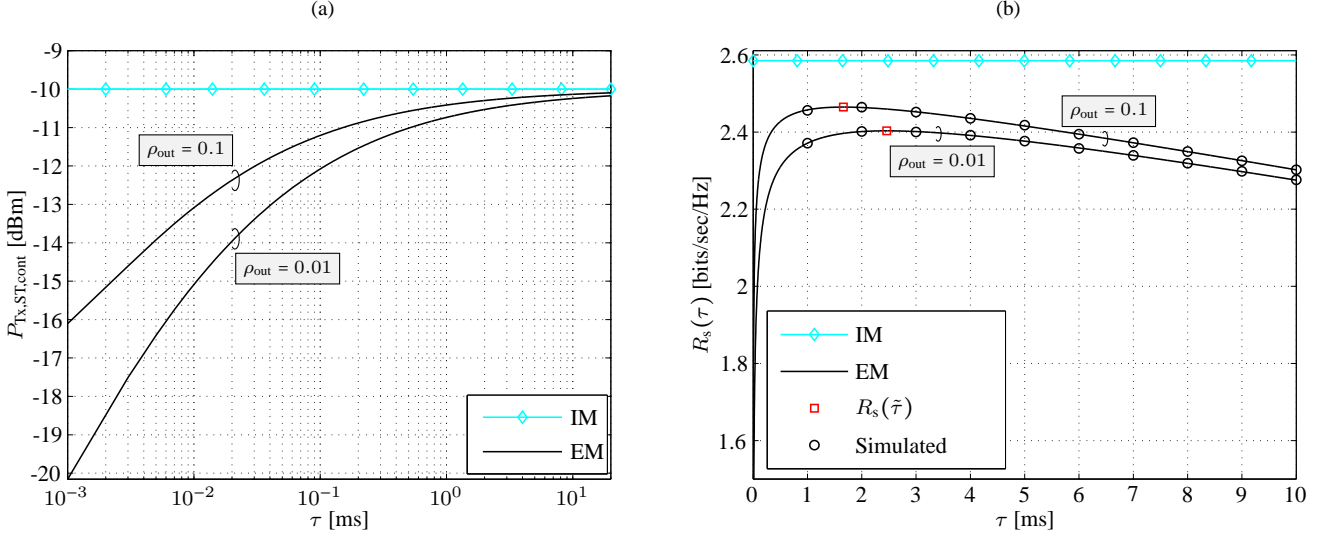 (a)
-9
-10
-11
-12
-13
-14
-15
-16
-17
-18
-19
-20
P_Tx,ST,cont [dBm]
ρ_out = 0.1
ρ_out = 0.01
IM
EM
10^−3
10^−2
10^−1
10^0
10^1
τ [ms]
(b)
2.6
2.4
2.2
2
1.8
1.6
R_s(τ) [bits/sec/Hz]
ρ_out = 0.1
ρ_out = 0.01
IM
EM
R_s(τ̃)
Simulated
0 1 2 3 4 5 6 7 8 9 10
τ [ms]